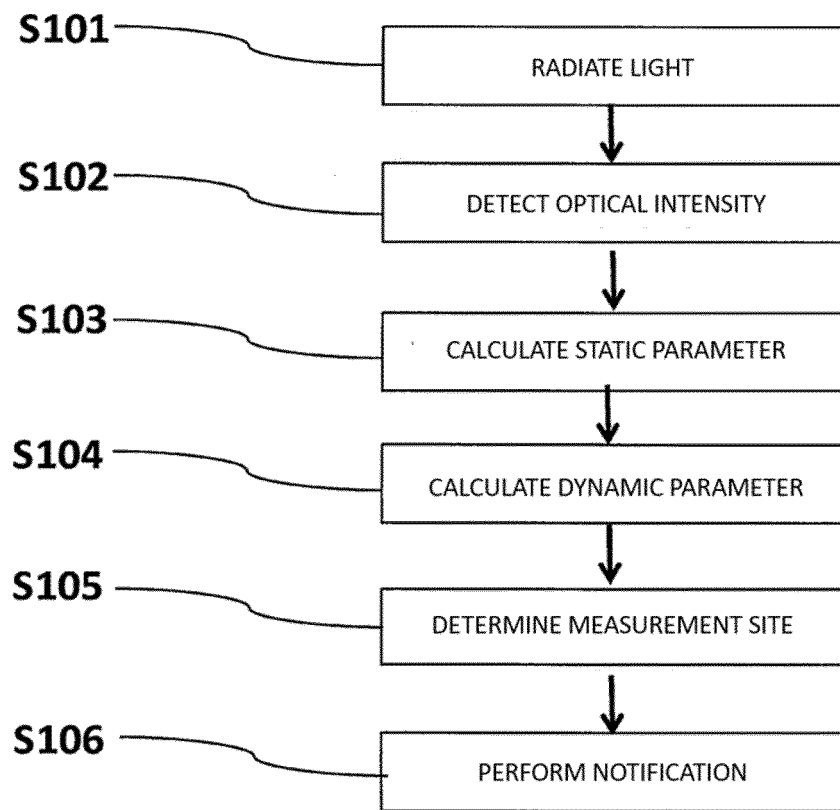 S101
RADIATE LIGHT
S102
DETECT OPTICAL INTENSITY
S103
CALCULATE STATIC PARAMETER
S104
CALCULATE DYNAMIC PARAMETER
S105
DETERMINE MEASUREMENT SITE
S106
PERFORM NOTIFICATION